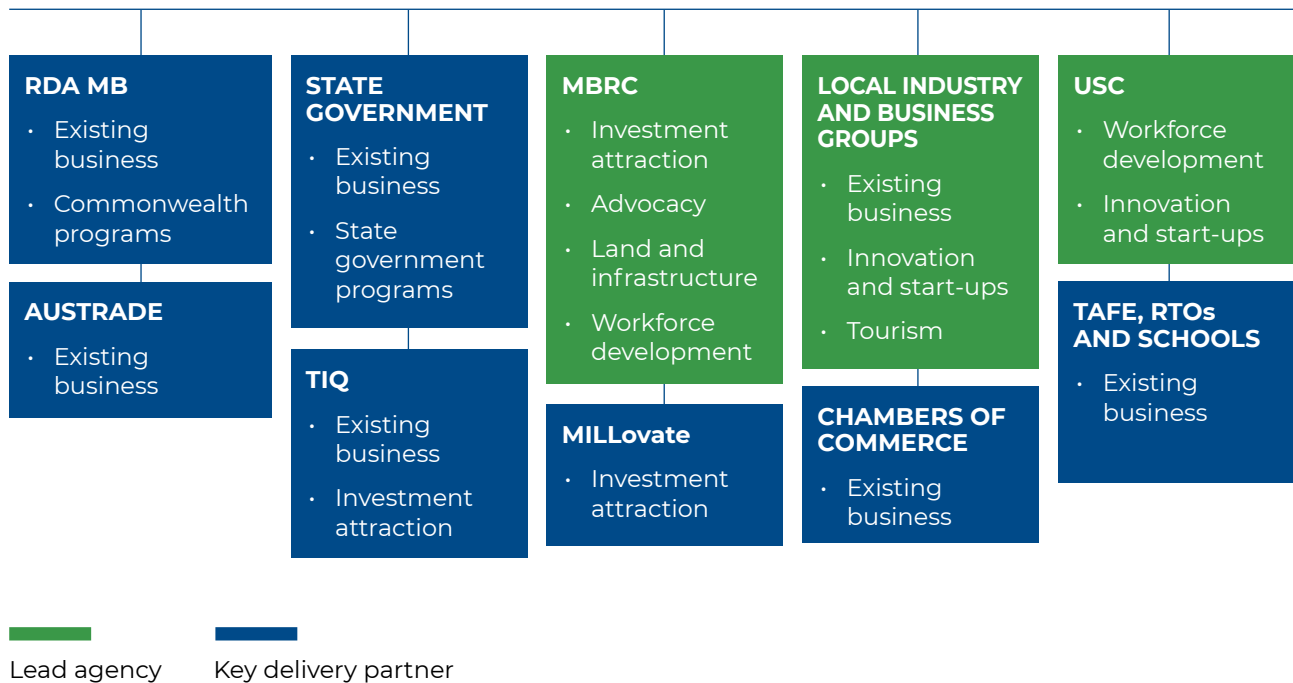 RDA MB
· Existing
business
· Commonwealth
programs
AUSTRADE
· Existing
business
STATE
GOVERNMENT
· Existing
business
· State
government
programs
TIQ
· Existing
business
· Investment
attraction
MBRC
· Investment
attraction
· Advocacy
· Land and
infrastructure
· Workforce
development
MILLovate
· Investment
attraction
LOCAL INDUSTRY
AND BUSINESS
GROUPS
· Existing
business
· Innovation
and start-ups
· Tourism
CHAMBERS OF
COMMERCE
· Existing
business
USC
· Workforce
development
· Innovation
and start-ups
TAFE, RTOs
AND SCHOOLS
· Existing
business
Lead agency
Key delivery partner